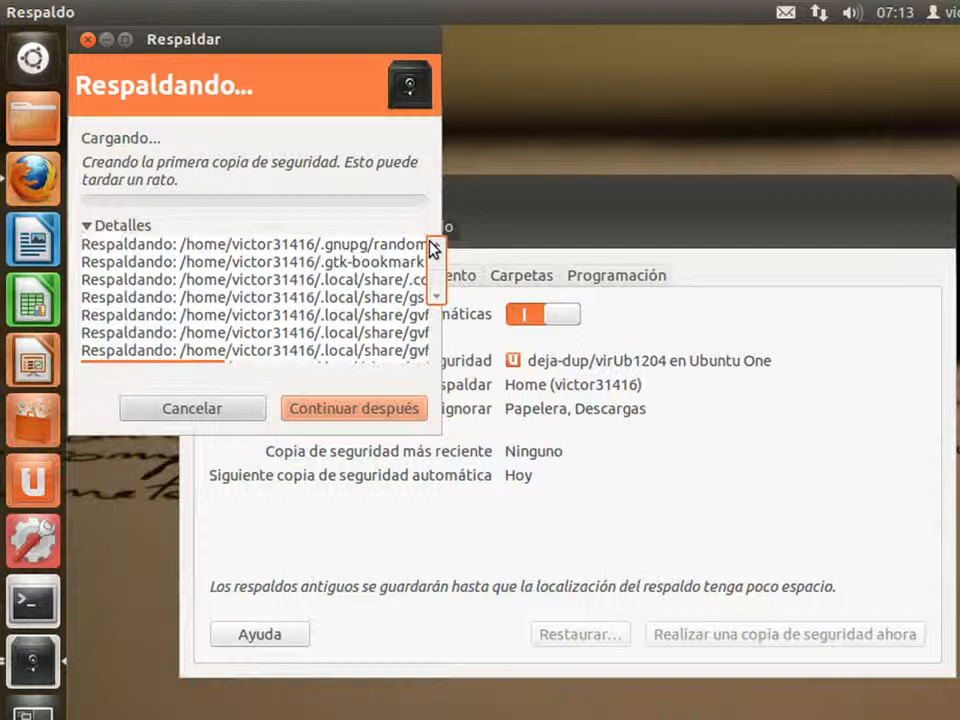 Respaldo
07:13
Respaldar
Respaldando...
Cargando...
Creando la primera copia de seguridad. Esto puede
tardar un rato.
Detalles
Respaldando: /home/victor31416/.gnupg/random
Respaldando: /home/victor31416/.gtk-bookmark
Respaldando: /home/victor31416/.local/share/.co
Respaldando: /home/victor31416/.local/share/gs
Respaldando: /home/victor31416/.local/share/gvf
Respaldando: /home/victor31416/.local/share/gvf
Respaldando: /home/victor31416/.local/share/gvf
Cancelar
Continuar después
ento Carpetas Programación
máticas
guridad deja-dup/virUb1204 en Ubuntu One
spaldar Home (victor31416)
ignorar Papelera, Descargas
Copia de seguridad más reciente Ninguno
Siguiente copia de seguridad automática Hoy
Los respaldos antiguos se guardarán hasta que la localización del respaldo tenga poco espacio.
Ayuda
Restaurar...
Realizar una copia de seguridad ahora